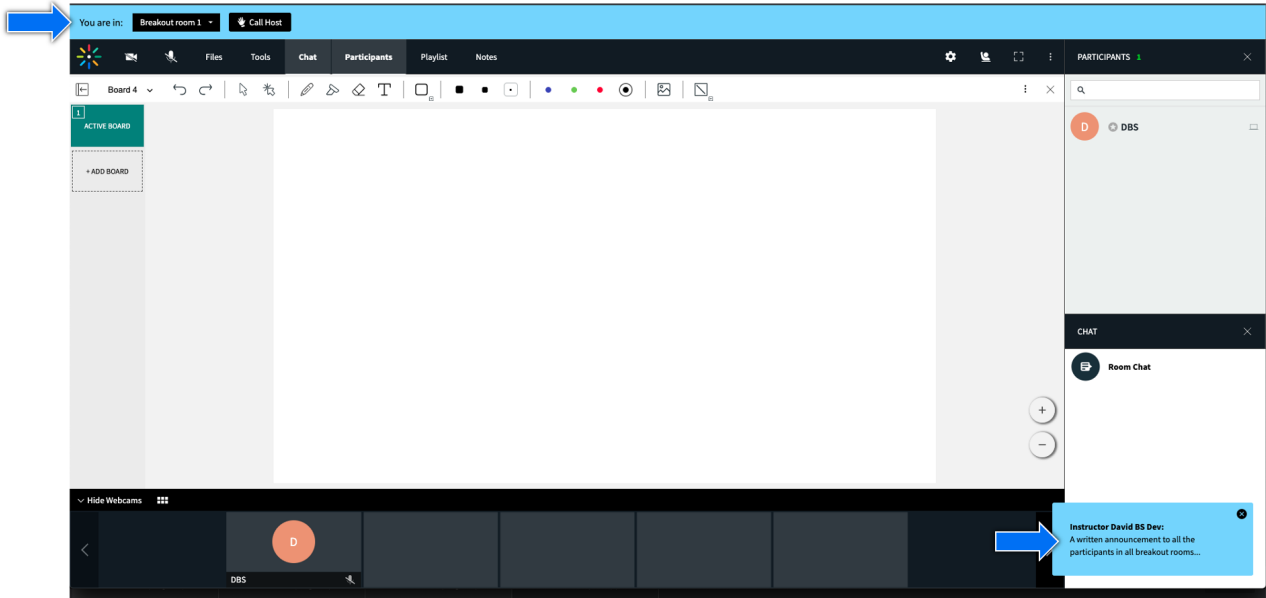 You are in: Breakout room 1 Call Host
Files Tools Chat Participants Playlist Notes
PARTICIPANTS 1
Board 4
1
ACTIVE BOARD
+ ADD BOARD
D DBS
CHAT
Room Chat
+
−
Hide Webcams
D
DBS
Instructor David BS Dev:
A written announcement to all the
participants in all breakout rooms...